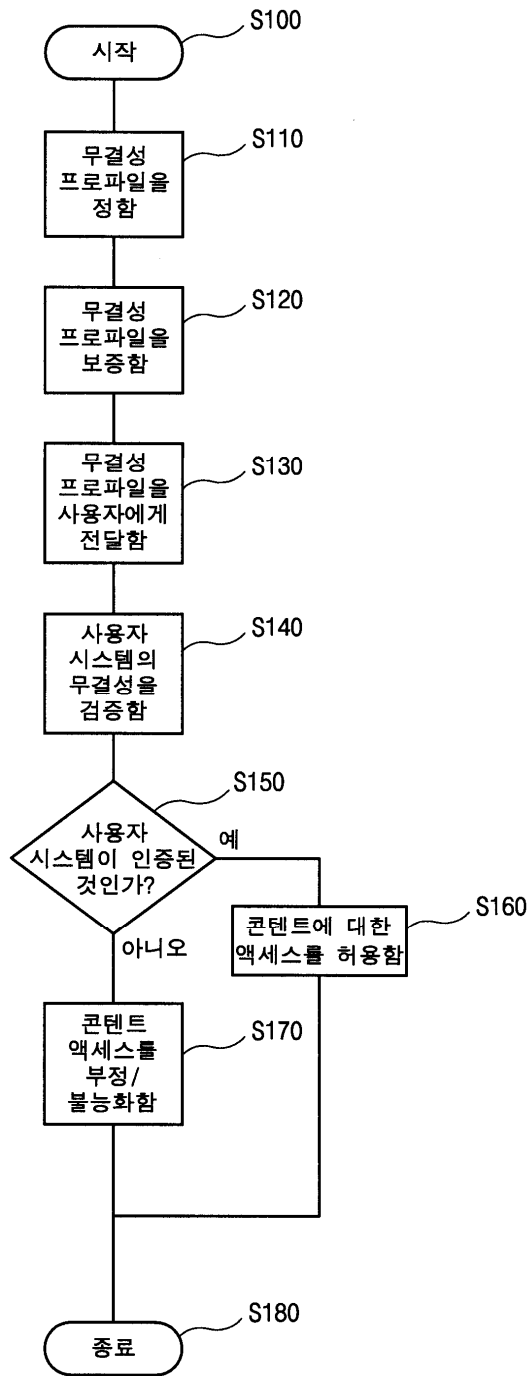 S100
시작
S110
무결성
프로파일을
정함
S120
무결성
프로파일을
보증함
S130
무결성
프로파일을
사용자에게
전달함
S140
사용자
시스템의
무결성을
검증함
S150
사용자
시스템이 인증된
것인가?
예
아니오
S160
콘텐트에 대한
액세스를 허용함
S170
콘텐트
액세스를
부정/
불능화함
S180
종료